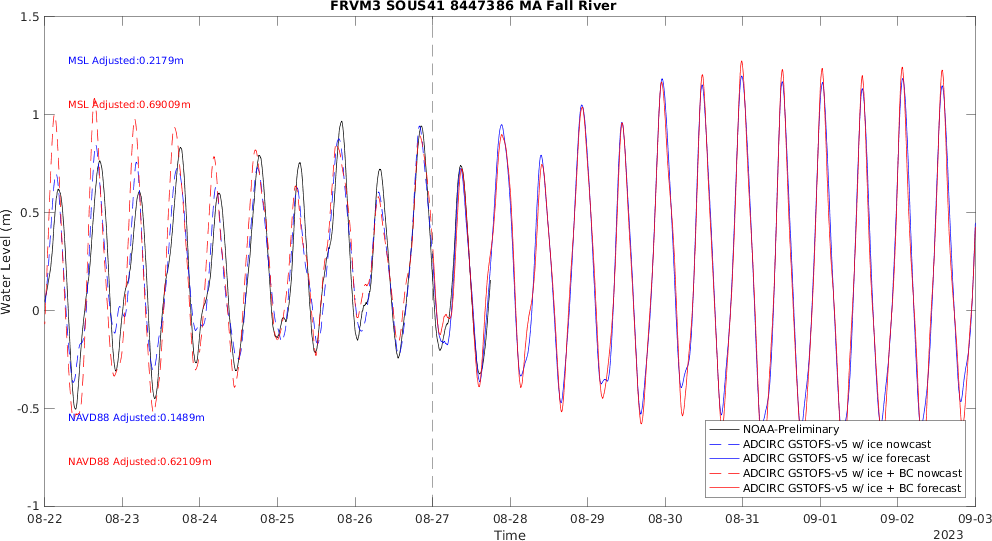 FRVM3 SOUS41 8447386 MA Fall River
1.5
1
0.5
0
-0.5
-1
Water Level (m)
MSL Adjusted:0.2179m
MSL Adjusted:0.69009m
NAVD88 Adjusted:0.1489m
NAVD88 Adjusted:0.62109m
NOAA-Preliminary
ADCIRC GSTOFS-v5 w/ ice nowcast
ADCIRC GSTOFS-v5 w/ ice forecast
ADCIRC GSTOFS-v5 w/ ice + BC nowcast
ADCIRC GSTOFS-v5 w/ ice + BC forecast
08-22 08-23 08-24 08-25 08-26 08-27 08-28 08-29 08-30 08-31 09-01 09-02 09-03
Time
2023